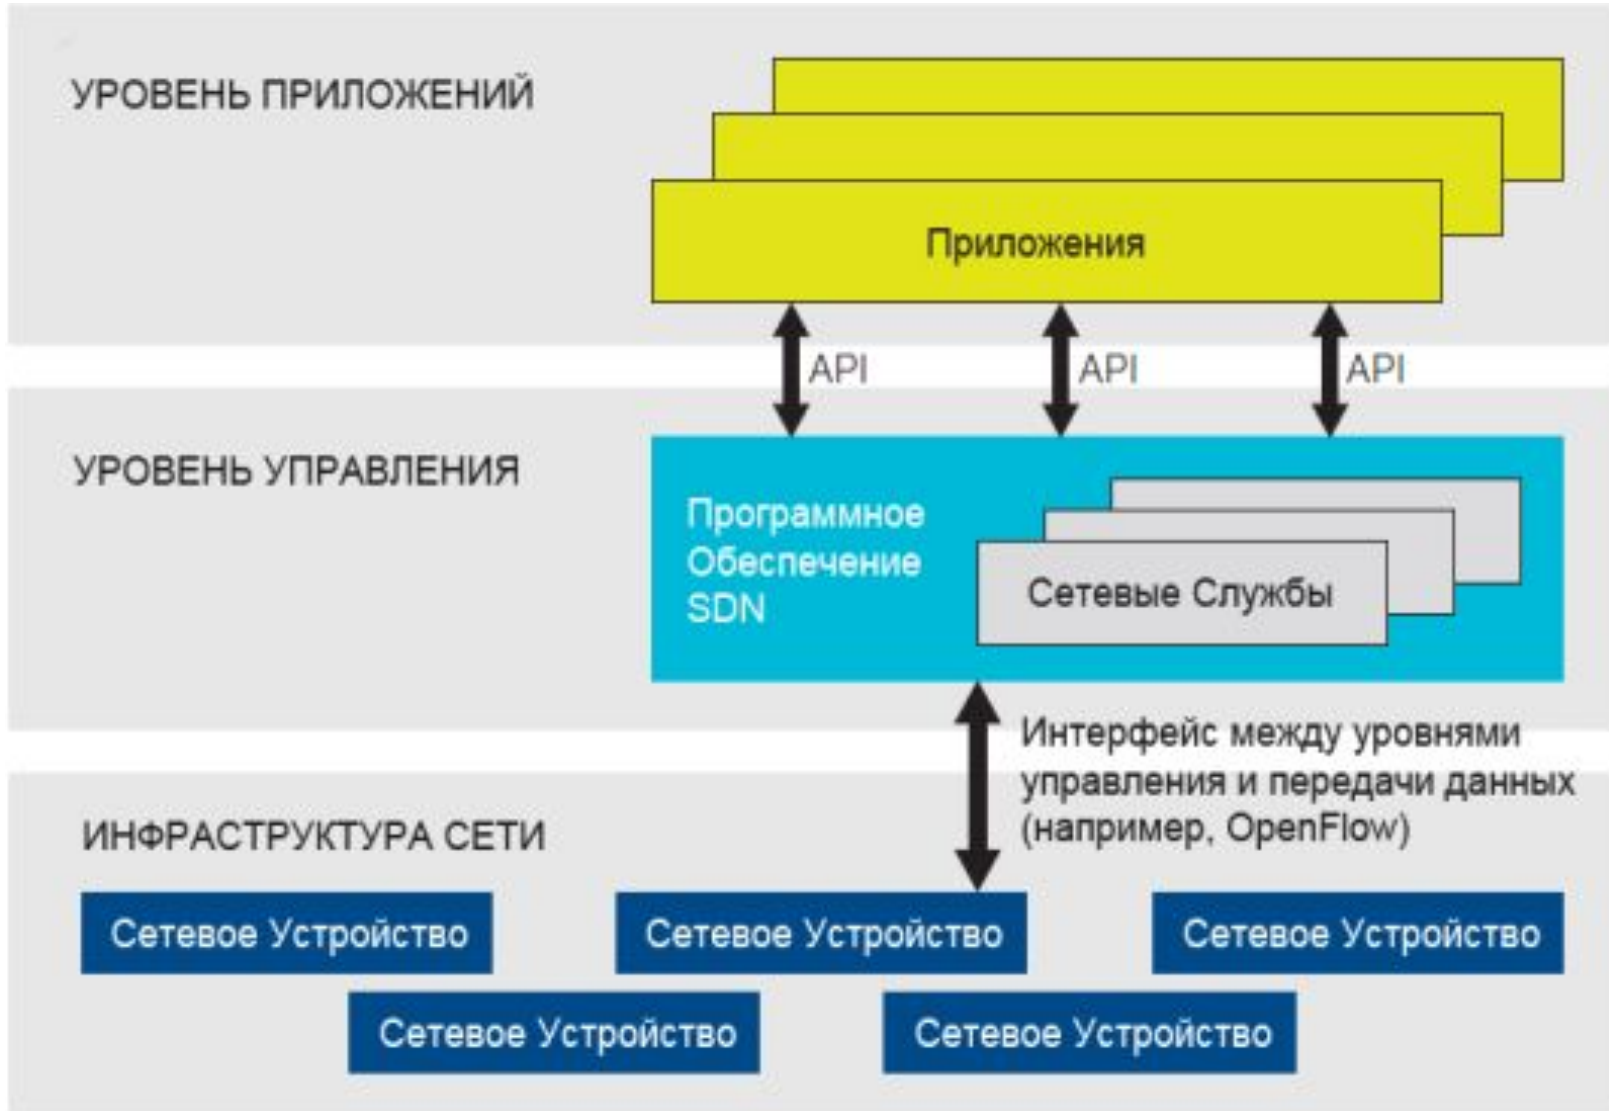 УРОВЕНЬ ПРИЛОЖЕНИЙ
Приложения
API API API
УРОВЕНЬ УПРАВЛЕНИЯ
Программное
Обеспечение
SDN
Сетевые Службы
Интерфейс между уровнями
управления и передачи данных
(например, OpenFlow)
ИНФРАСТРУКТУРА СЕТИ
Сетевое Устройство Сетевое Устройство Сетевое Устройство
Сетевое Устройство Сетевое Устройство